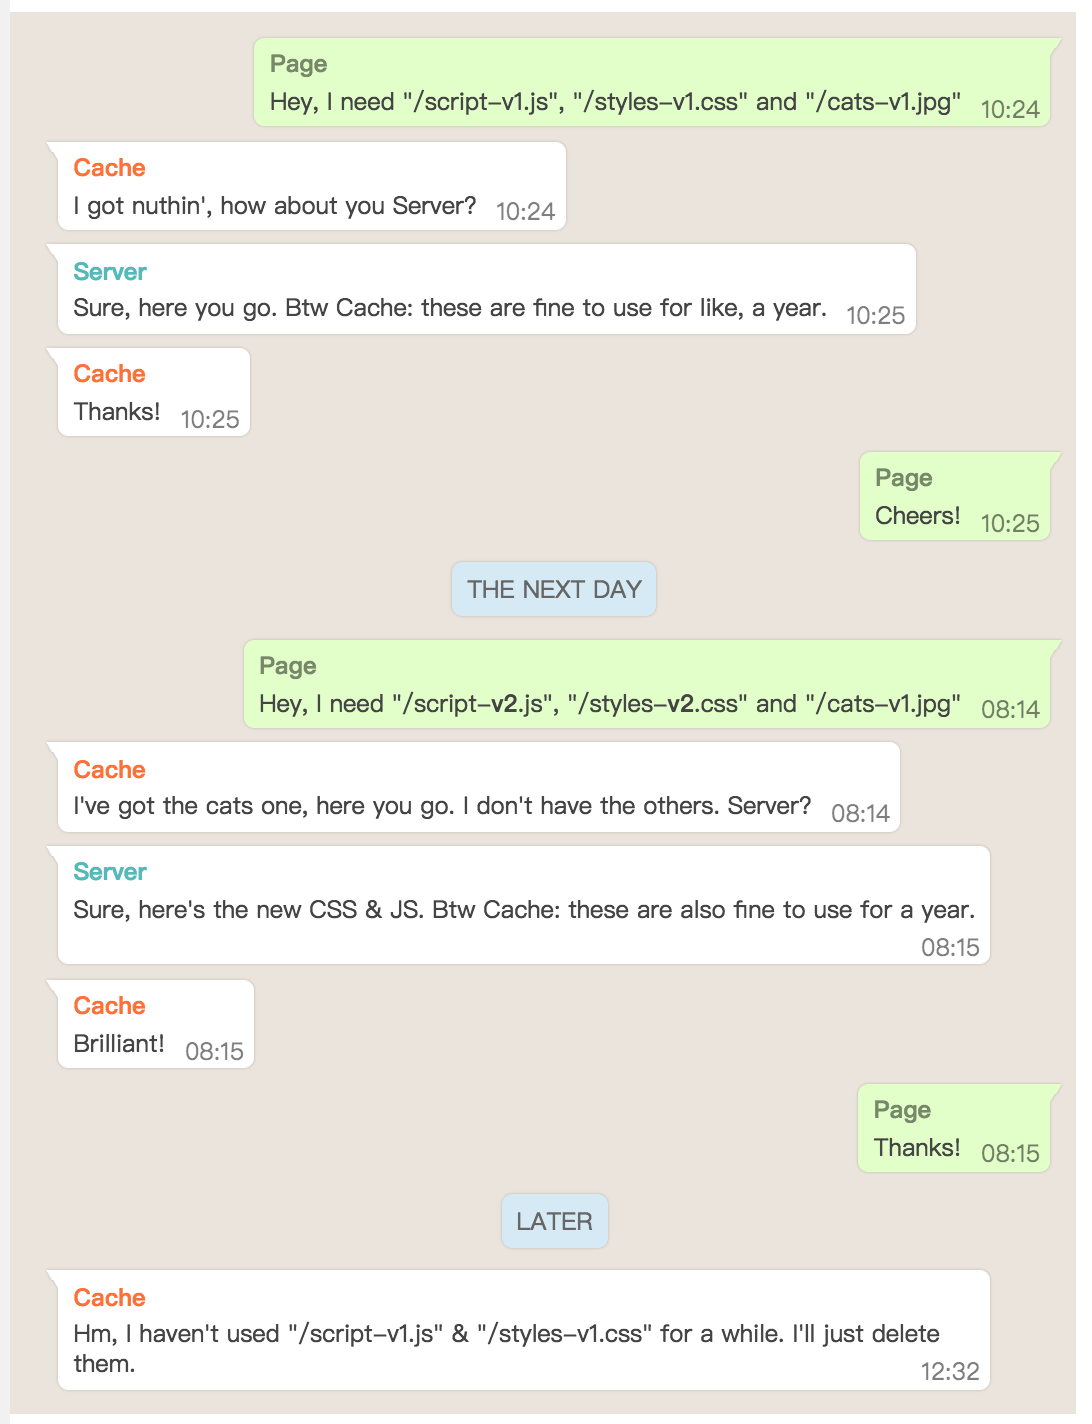 Page
Hey, I need "/script-v1.js", "/styles-v1.css" and "/cats-v1.jpg" 10:24
Cache
I got nuthin', how about you Server? 10:24
Server
Sure, here you go. Btw Cache: these are fine to use for like, a year. 10:25
Cache
Thanks! 10:25
Page
Cheers! 10:25
THE NEXT DAY
Page
Hey, I need "/script-v2.js", "/styles-v2.css" and "/cats-v1.jpg" 08:14
Cache
I've got the cats one, here you go. I don't have the others. Server? 08:14
Server
Sure, here's the new CSS & JS. Btw Cache: these are also fine to use for a year.
08:15
Cache
Brilliant! 08:15
Page
Thanks! 08:15
LATER
Cache
Hm, I haven't used "/script-v1.js" & "/styles-v1.css" for a while. I'll just delete
them. 12:32